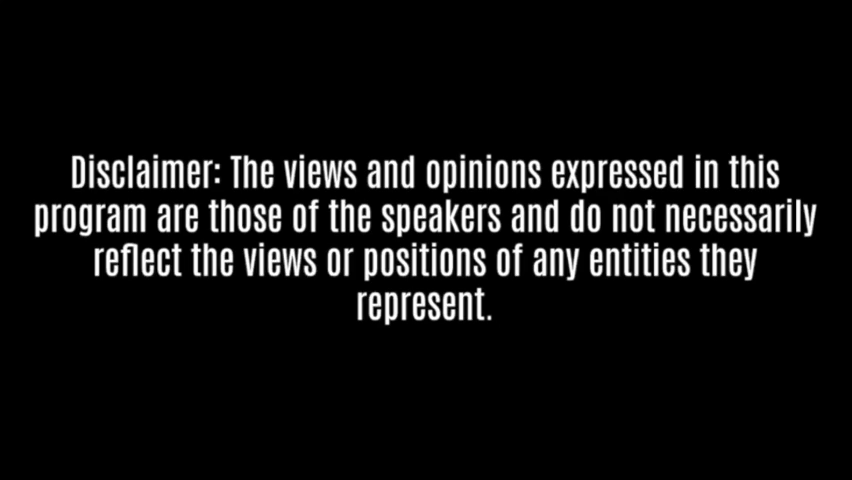 Disclaimer: The views and opinions expressed in this
program are those of the speakers and do not necessarily
reflect the views or positions of any entities they
represent.